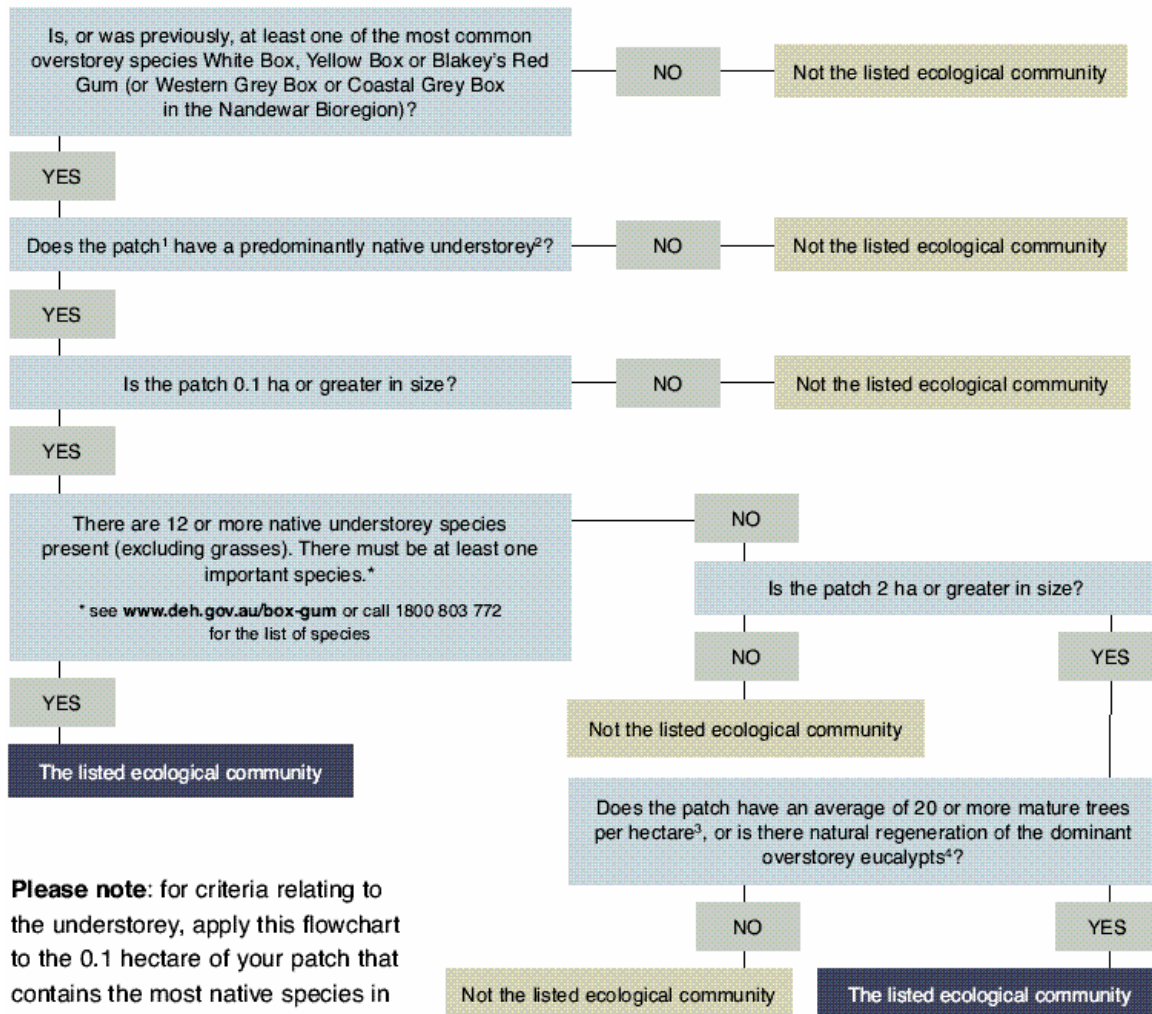 Is, or was previously, at least one of the most common
overstorey species White Box, Yellow Box or Blakey's Red
Gum (or Western Grey Box or Coastal Grey Box
in the Nandewar Bioregion)?
NO
Not the listed ecological community
YES
Does the patch¹ have a predominantly native understorey²?
NO
Not the listed ecological community
YES
Is the patch 0.1 ha or greater in size?
NO
Not the listed ecological community
YES
There are 12 or more native understorey species
present (excluding grasses). There must be at least one
important species.*
* see www.deh.gov.au/box-gum or call 1800 803 772
for the list of species
NO
Is the patch 2 ha or greater in size?
NO
YES
YES
Not the listed ecological community
The listed ecological community
Does the patch have an average of 20 or more mature trees
per hectare³, or is there natural regeneration of the dominant
overstorey eucalypts⁴?
NO
YES
Not the listed ecological community
The listed ecological community
Please note: for criteria relating to
the understorey, apply this flowchart
to the 0.1 hectare of your patch that
contains the most native species in